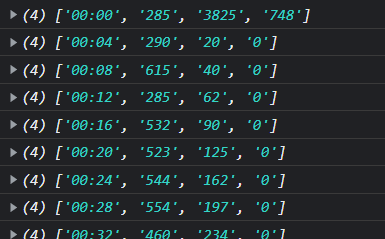 (4) ['00:00', '285', '3825', '748']
(4) ['00:04', '290', '20', '0']
(4) ['00:08', '615', '40', '0']
(4) ['00:12', '285', '62', '0']
(4) ['00:16', '532', '90', '0']
(4) ['00:20', '523', '125', '0']
(4) ['00:24', '544', '162', '0']
(4) ['00:28', '554', '197', '0']
(4) ['00:32', '460', '234', '0']